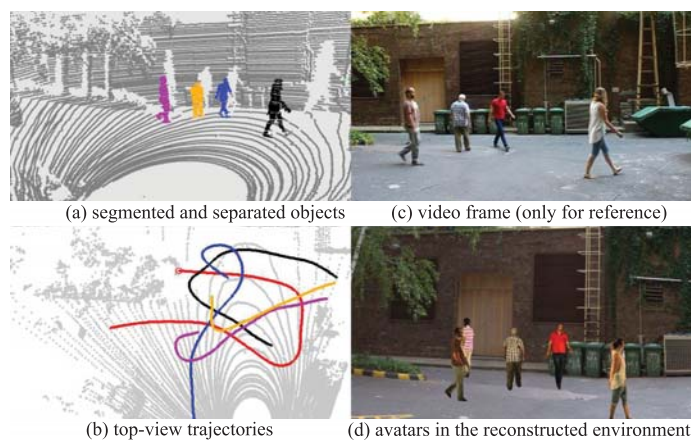 (a) segmented and separated objects
(c) video frame (only for reference)
(b) top-view trajectories
(d) avatars in the reconstructed environment